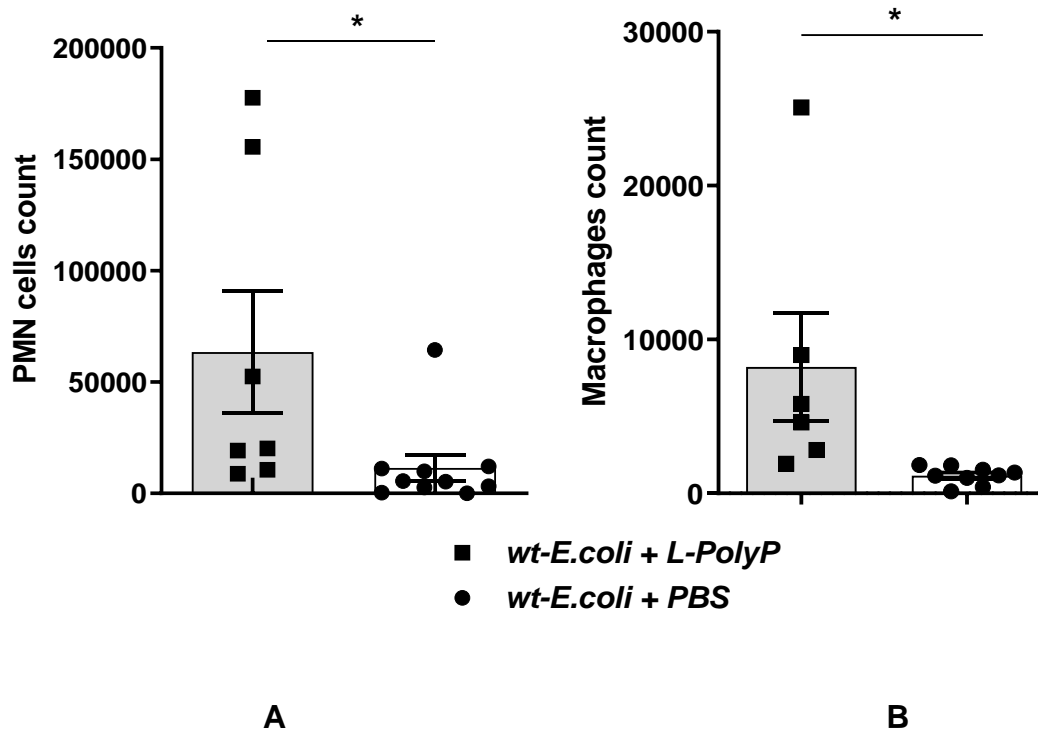 *
200000
150000
100000
50000
0
PMN cells count
*
30000
20000
10000
0
Macrophages count
wt-E.coli + L-PolyP
wt-E.coli + PBS
A
B